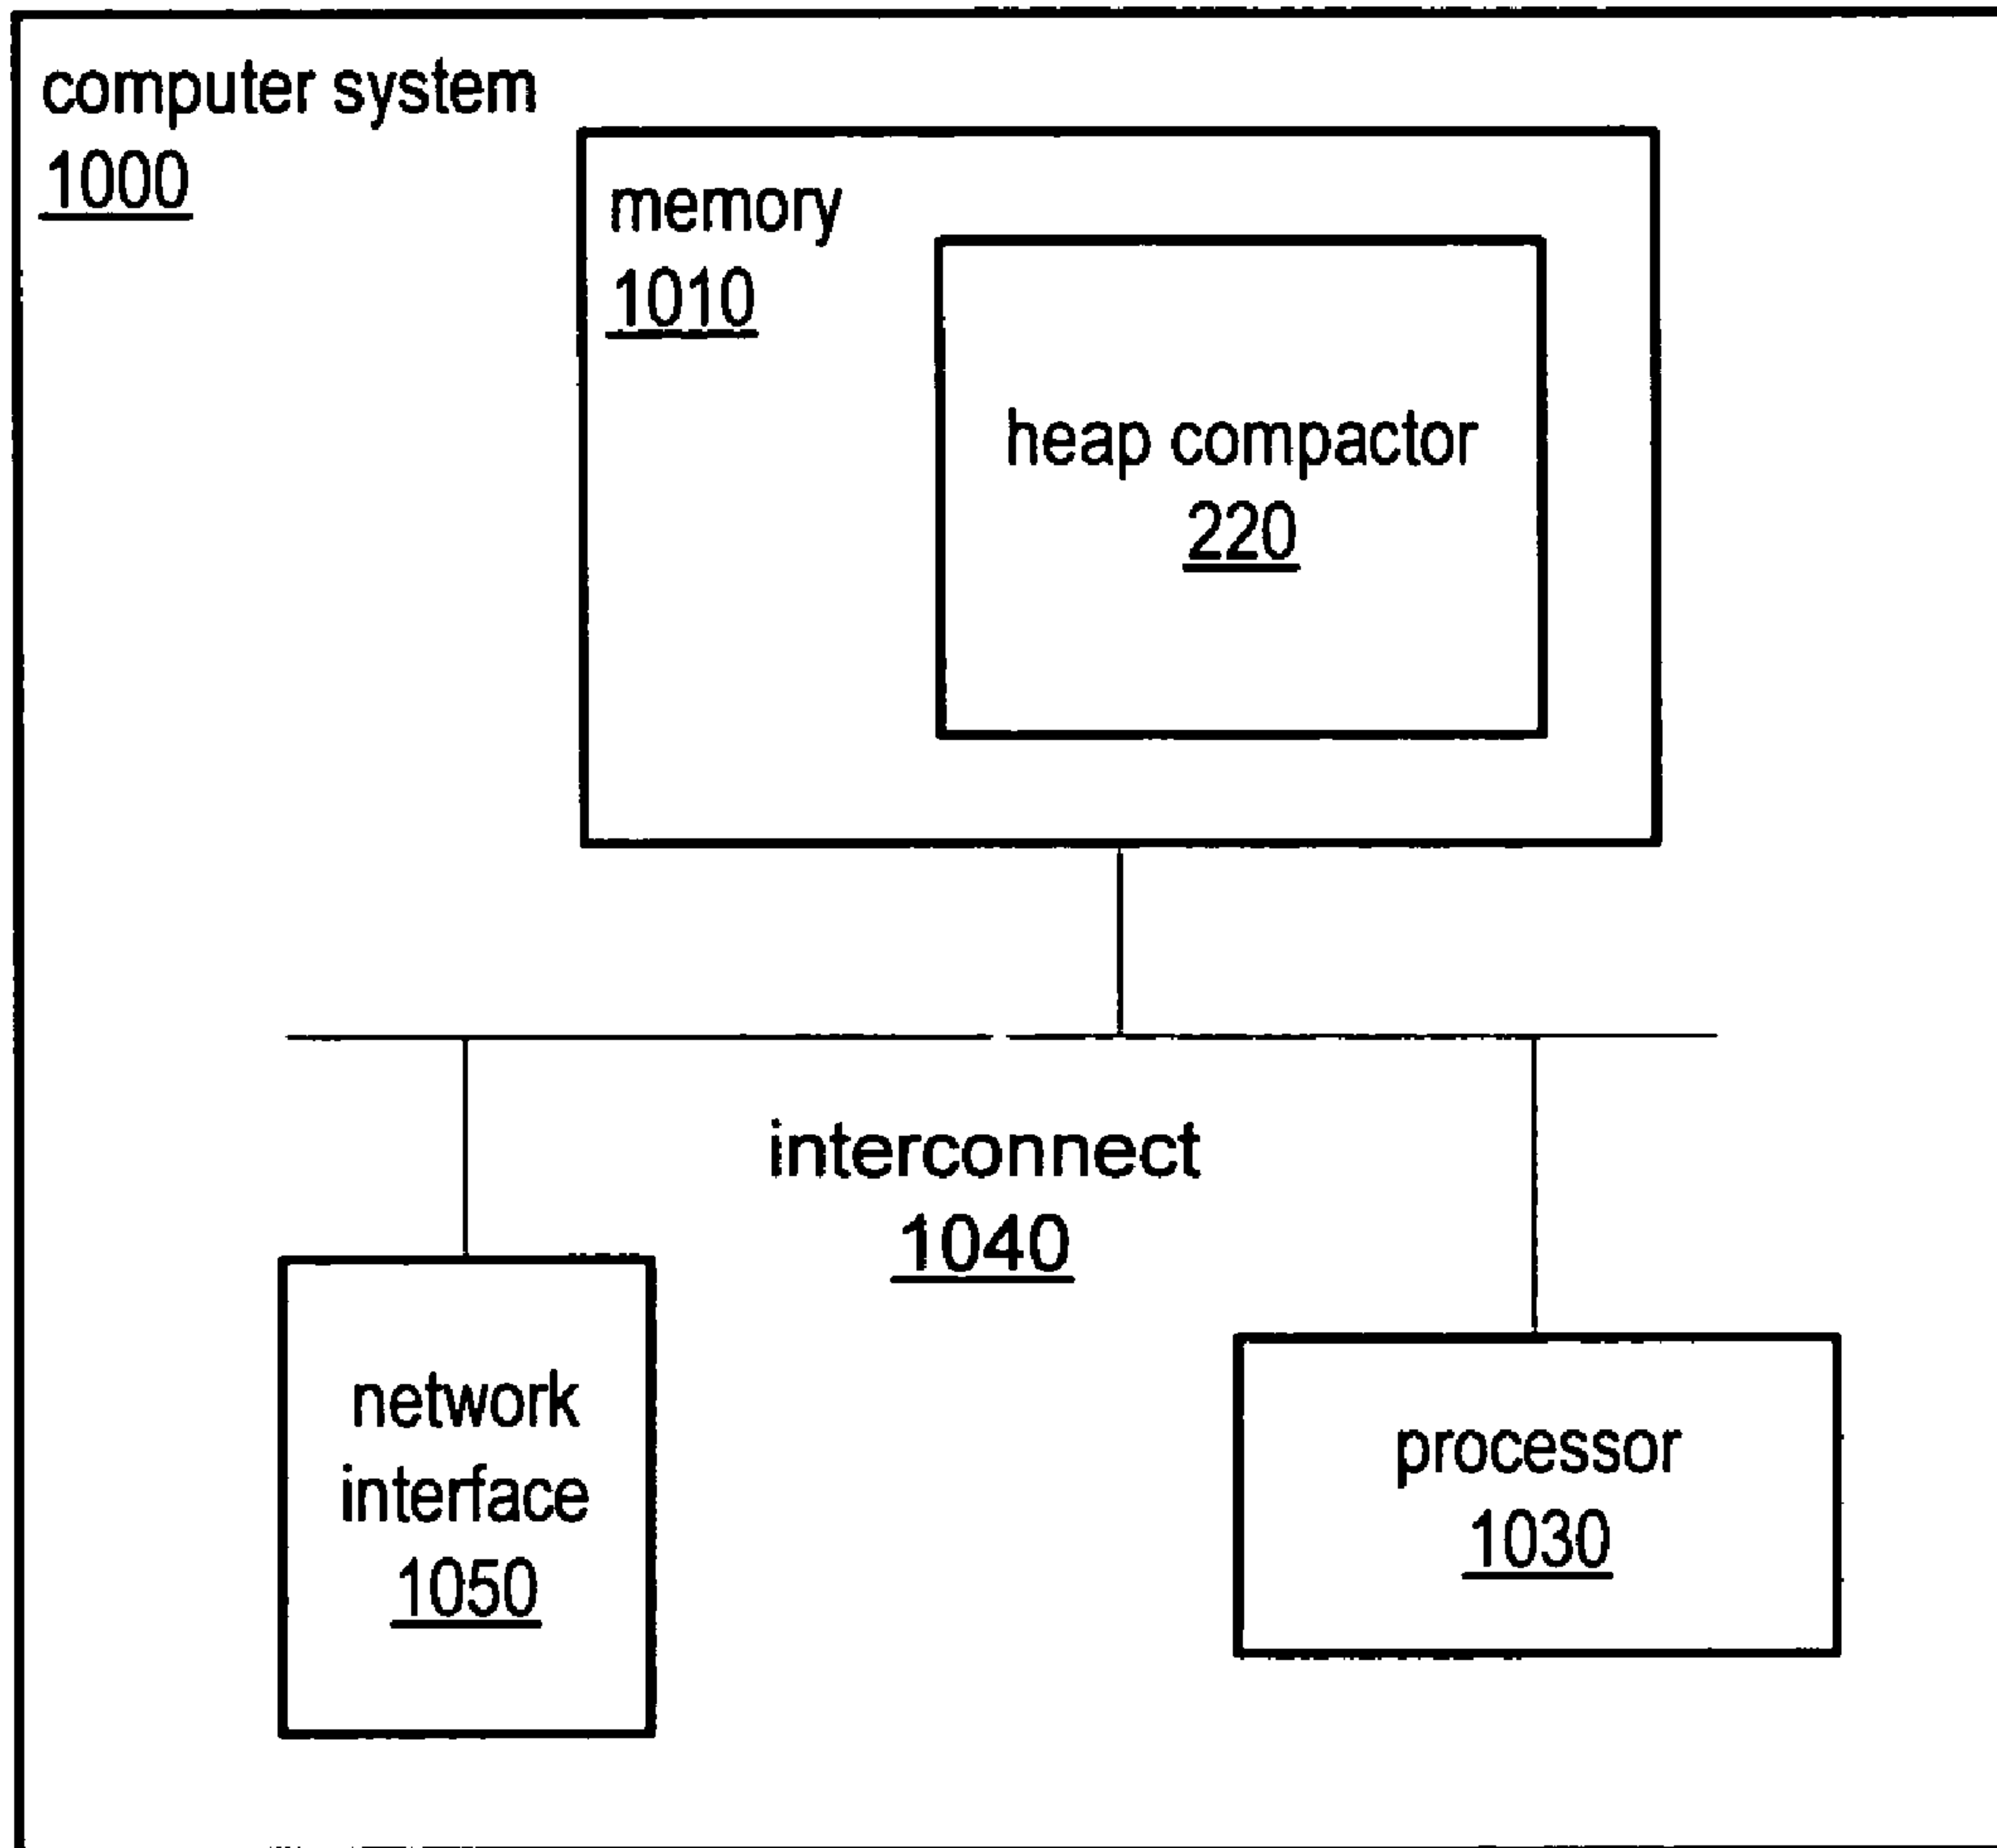 computer system
1000
memory
1010
heap compactor
220
interconnect
1040
network
interface
1050
processor
1030